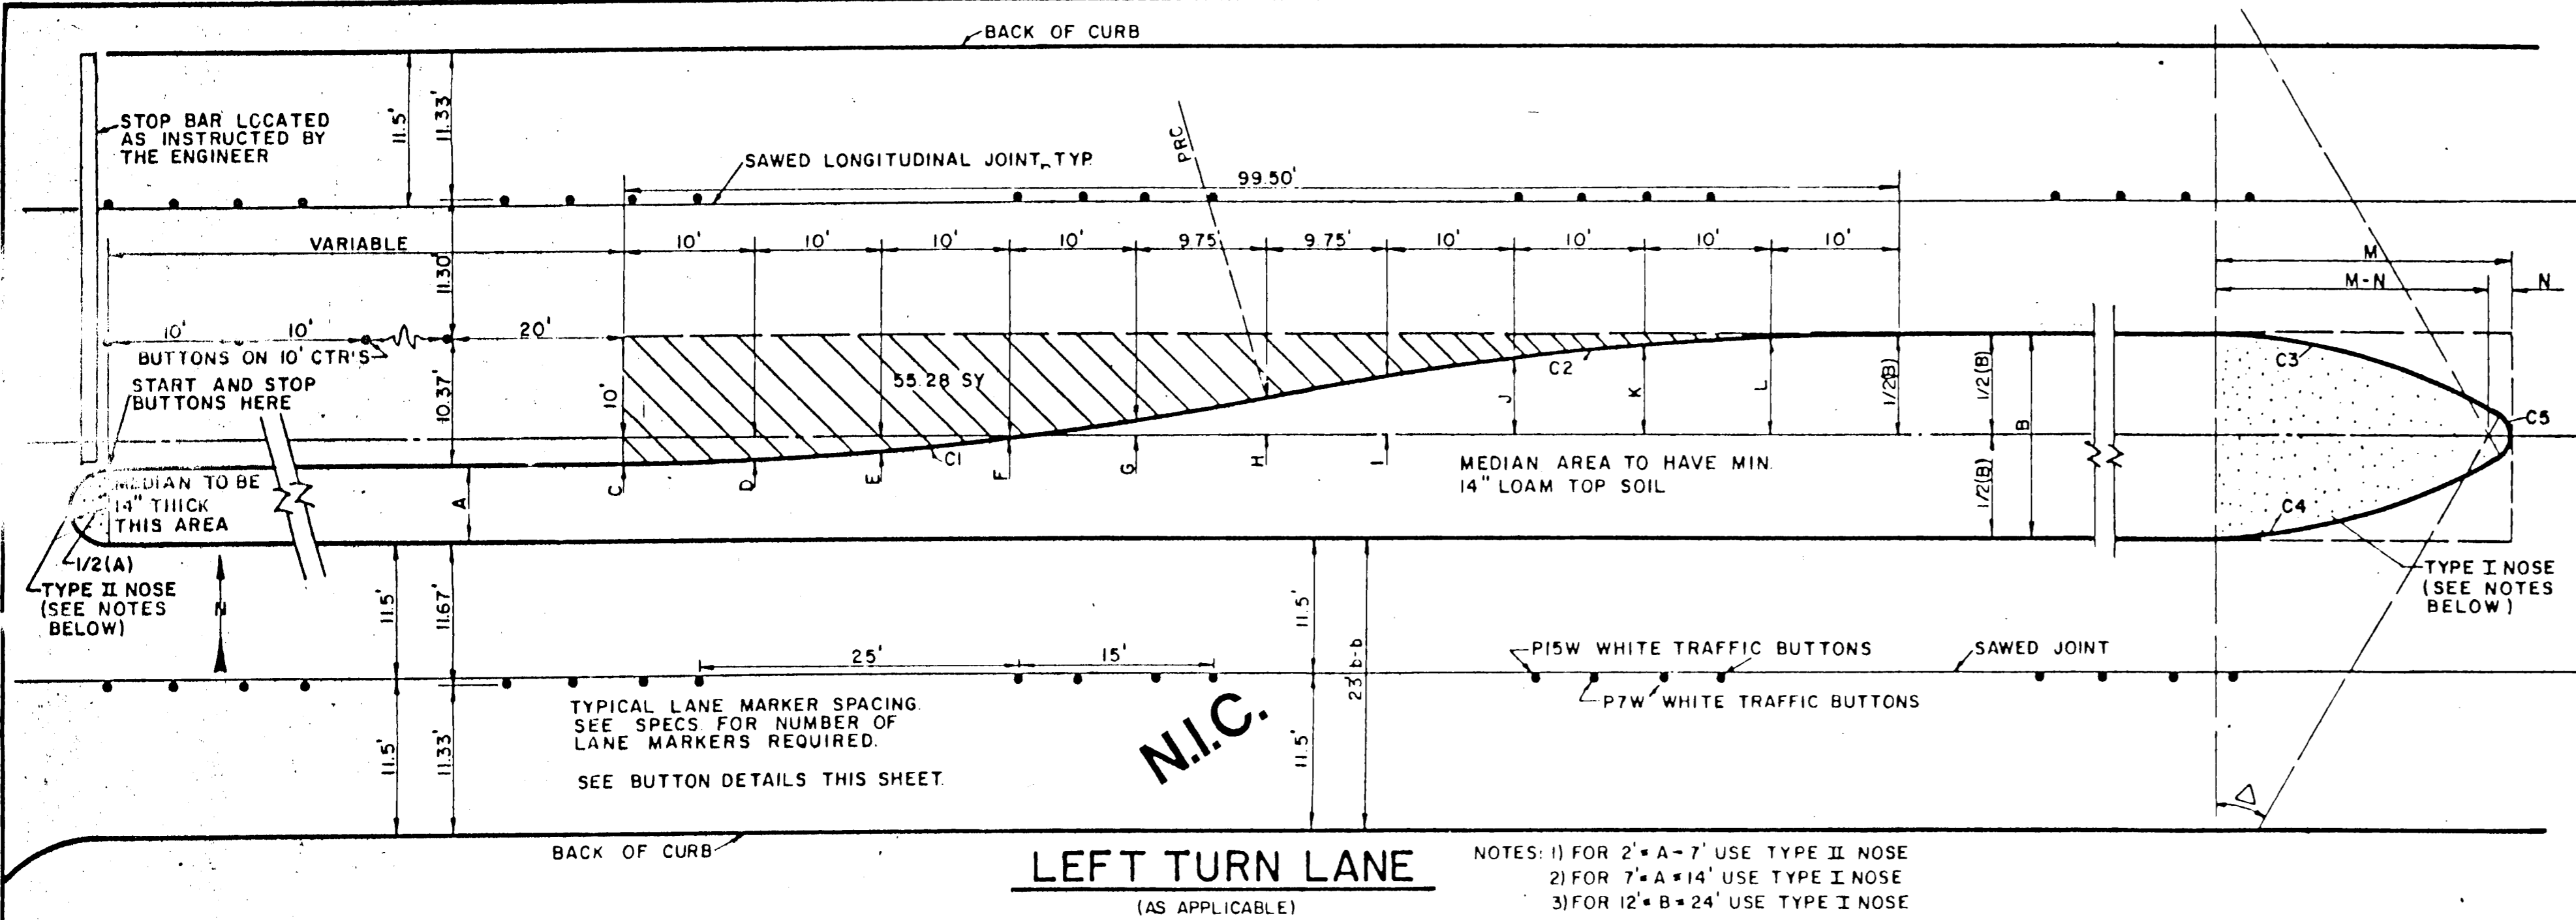 BACK OF CURB
STOP BAR LOCATED
AS INSTRUCTED BY
THE ENGINEER
11.5'
11.33'
SAWED LONGITUDINAL JOINT, TYP.
PRC
99.50'
VARIABLE
10'
10'
10'
10'
9.75'
9.75'
10'
10'
10'
10'
11.30'
M
M-N
N
10'
10'
20'
BUTTONS ON 10' CTR'S
START AND STOP
BUTTONS HERE
10.37'
10'
55.28 SY
C1
C2
C3
C4
C5
C
D
E
F
G
H
I
J
K
L
1/2(B)
1/2(B)
1/2(B)
B
A
MEDIAN AREA TO HAVE MIN.
14" LOAM TOP SOIL
MEDIAN TO BE
14" THICK
THIS AREA
1/2(A)
TYPE II NOSE
(SEE NOTES
BELOW)
N
TYPE I NOSE
(SEE NOTES
BELOW)
11.5'
11.67'
11.5'
11.33'
25'
15'
11.5'
11.5'
23' b-b
P15W WHITE TRAFFIC BUTTONS
SAWED JOINT
P7W WHITE TRAFFIC BUTTONS
TYPICAL LANE MARKER SPACING.
SEE SPECS. FOR NUMBER OF
LANE MARKERS REQUIRED.
SEE BUTTON DETAILS THIS SHEET.
N.I.C.
Δ
BACK OF CURB
LEFT TURN LANE
(AS APPLICABLE)
NOTES: 1) FOR 2' A 7' USE TYPE II NOSE
2) FOR 7' A 14' USE TYPE I NOSE
3) FOR 12' B 24' USE TYPE I NOSE